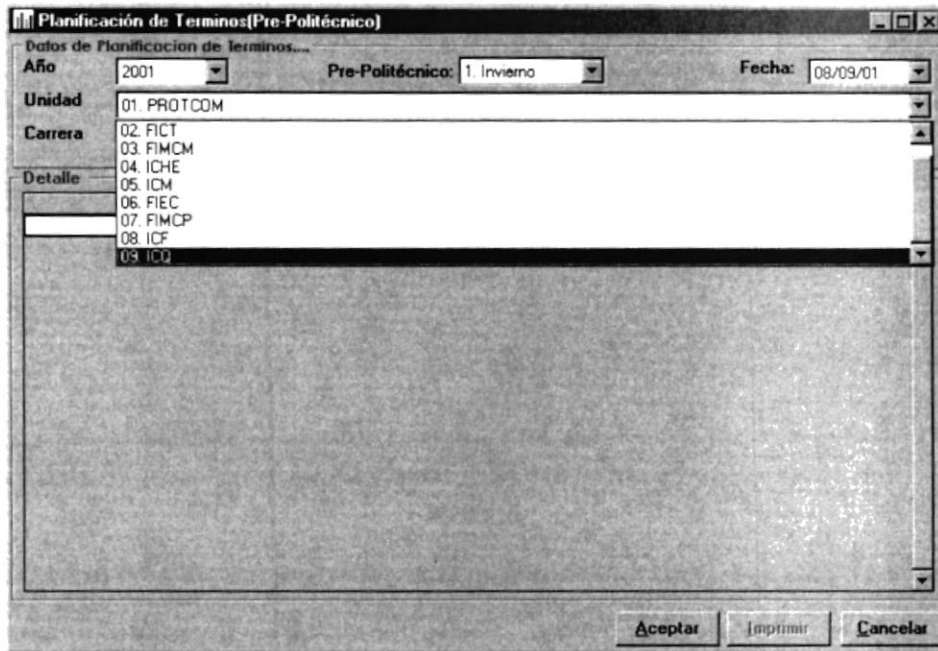 Planificación de Terminos(Pre-Politécnico)
Datos de Planificacion de Terminos....
Año 2001 Pre-Politécnico: 1. Invierno Fecha: 08/09/01
Unidad 01. PROTCOM
Carrera
02. FICT
03. FIMCM
04. ICHE
05. ICM
06. FIEC
07. FIMCP
08. ICF
09. ICQ
Detalle
Aceptar Imprimir Cancelar